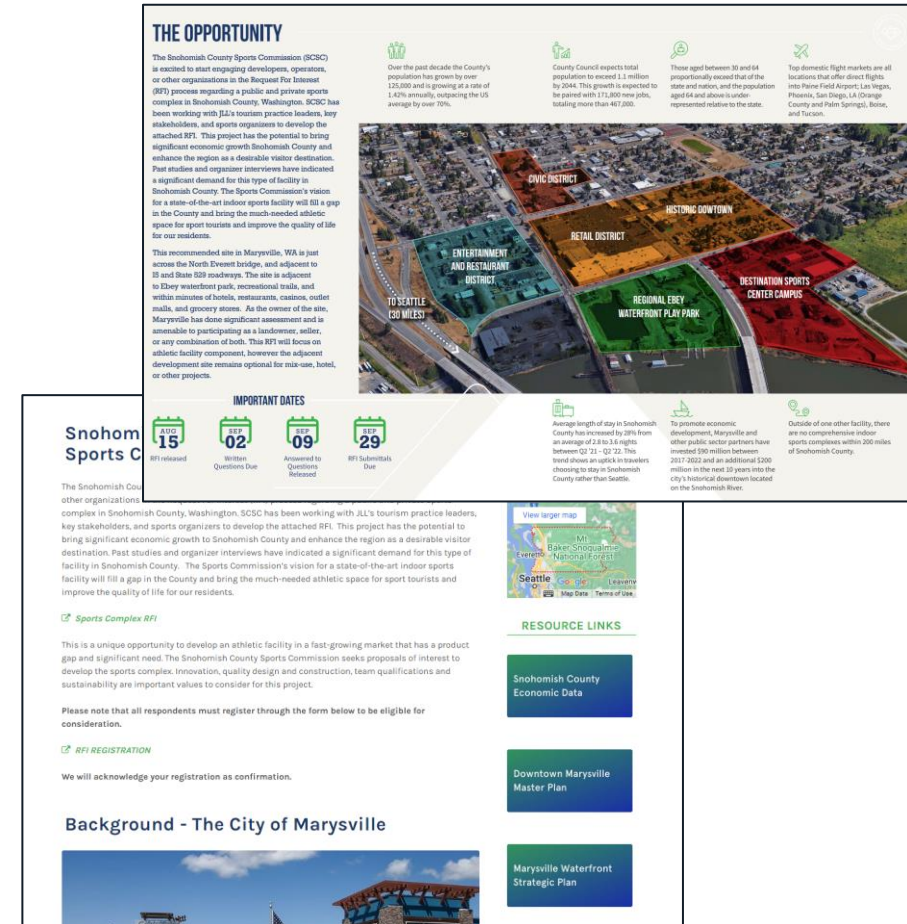 THE OPPORTUNITY
The Snohomish County Sports Commission (SCSC)
is excited to start engaging developers, operators,
or other organizations in the Request For Interest
(RFI) process regarding a public and private sports
complex in Snohomish County, Washington. SCSC has
been working with JLL's tourism practice leaders, key
stakeholders, and sports organizers to develop the
attached RFI. This project has the potential to bring
significant economic growth Snohomish County and
enhance the region as a desirable visitor destination.
Past studies and organizer interviews have indicated
a significant demand for this type of facility in
Snohomish County. The Sports Commission's vision
for a state-of-the-art indoor sports facility will fill a gap
in the County and bring the much-needed athletic
space for sport tourists and improve the quality of life
for our residents.
This recommended site in Marysville, WA is just
across the North Everett bridge, and adjacent to
I5 and State 529 roadways. The site is adjacent
to Ebey waterfront park, recreational trails, and
within minutes of hotels, restaurants, casinos, outlet
malls, and grocery stores. As the owner of the site,
Marysville has done significant assessment and is
amenable to participating as a landowner, seller,
or any combination of both. This RFI will focus on
athletic facility component, however the adjacent
development site remains optional for mix-use, hotel,
or other projects.
IMPORTANT DATES
AUG
15
RFI released
SEP
02
Written
Questions Due
SEP
09
Answered to
Questions
Released
SEP
29
RFI Submittals
Due
Over the past decade the County's
population has grown by over
125,000 and is growing at a rate of
1.42% annually, outpacing the US
average by over 70%.
County Council expects total
population to exceed 1.1 million
by 2044. This growth is expected to
be paired with 171,800 new jobs,
totaling more than 467,000.
Those aged between 30 and 64
proportionally exceed that of the
state and nation, and the population
aged 64 and above is under-
represented relative to the state.
Top domestic flight markets are all
locations that offer direct flights
into Paine Field Airport; Las Vegas,
Phoenix, San Diego, LA (Orange
County and Palm Springs), Boise,
and Tucson.
CIVIC DISTRICT
HISTORIC DOWTOWN
RETAIL DISTRICT
ENTERTAINMENT
AND RESTAURANT
DISTRICT
DESTINATION SPORTS
CENTER CAMPUS
REGIONAL EBEY
WATERFRONT PLAY PARK
TO SEATTLE
(30 MILES)
Average length of stay in Snohomish
County has increased by 28% from
an average of 2.8 to 3.6 nights
between Q2 '21 – Q2 '22. This
trend shows an uptick in travelers
choosing to stay in Snohomish
County rather than Seattle.
To promote economic
development, Marysville and
other public sector partners have
invested $90 million between
2017-2022 and an additional $200
million in the next 10 years into the
city's historical downtown located
on the Snohomish River.
Outside of one other facility, there
are no comprehensive indoor
sports complexes within 200 miles
of Snohomish County.
Snohom
Sports C
The Snohomish Cou
other organizations
complex in Snohomish County, Washington. SCSC has been working with JLL's tourism practice leaders,
key stakeholders, and sports organizers to develop the attached RFI. This project has the potential to
bring significant economic growth to Snohomish County and enhance the region as a desirable visitor
destination. Past studies and organizer interviews have indicated a significant demand for this type of
facility in Snohomish County. The Sports Commission's vision for a state-of-the-art indoor sports
facility will fill a gap in the County and bring the much-needed athletic space for sport tourists and
improve the quality of life for our residents.
Sports Complex RFI
This is a unique opportunity to develop an athletic facility in a fast-growing market that has a product
gap and significant need. The Snohomish County Sports Commission seeks proposals of interest to
develop the sports complex. Innovation, quality design and construction, team qualifications and
sustainability are important values to consider for this project.
Please note that all respondents must register through the form below to be eligible for
consideration.
RFI REGISTRATION
We will acknowledge your registration as confirmation.
Background - The City of Marysville
View larger map
Mt
Baker-Snoqualmie
National Forest
Everett
Seattle
Google
Leavenw
Map Data Terms of Use
RESOURCE LINKS
Snohomish County
Economic Data
Downtown Marysville
Master Plan
Marysville Waterfront
Strategic Plan